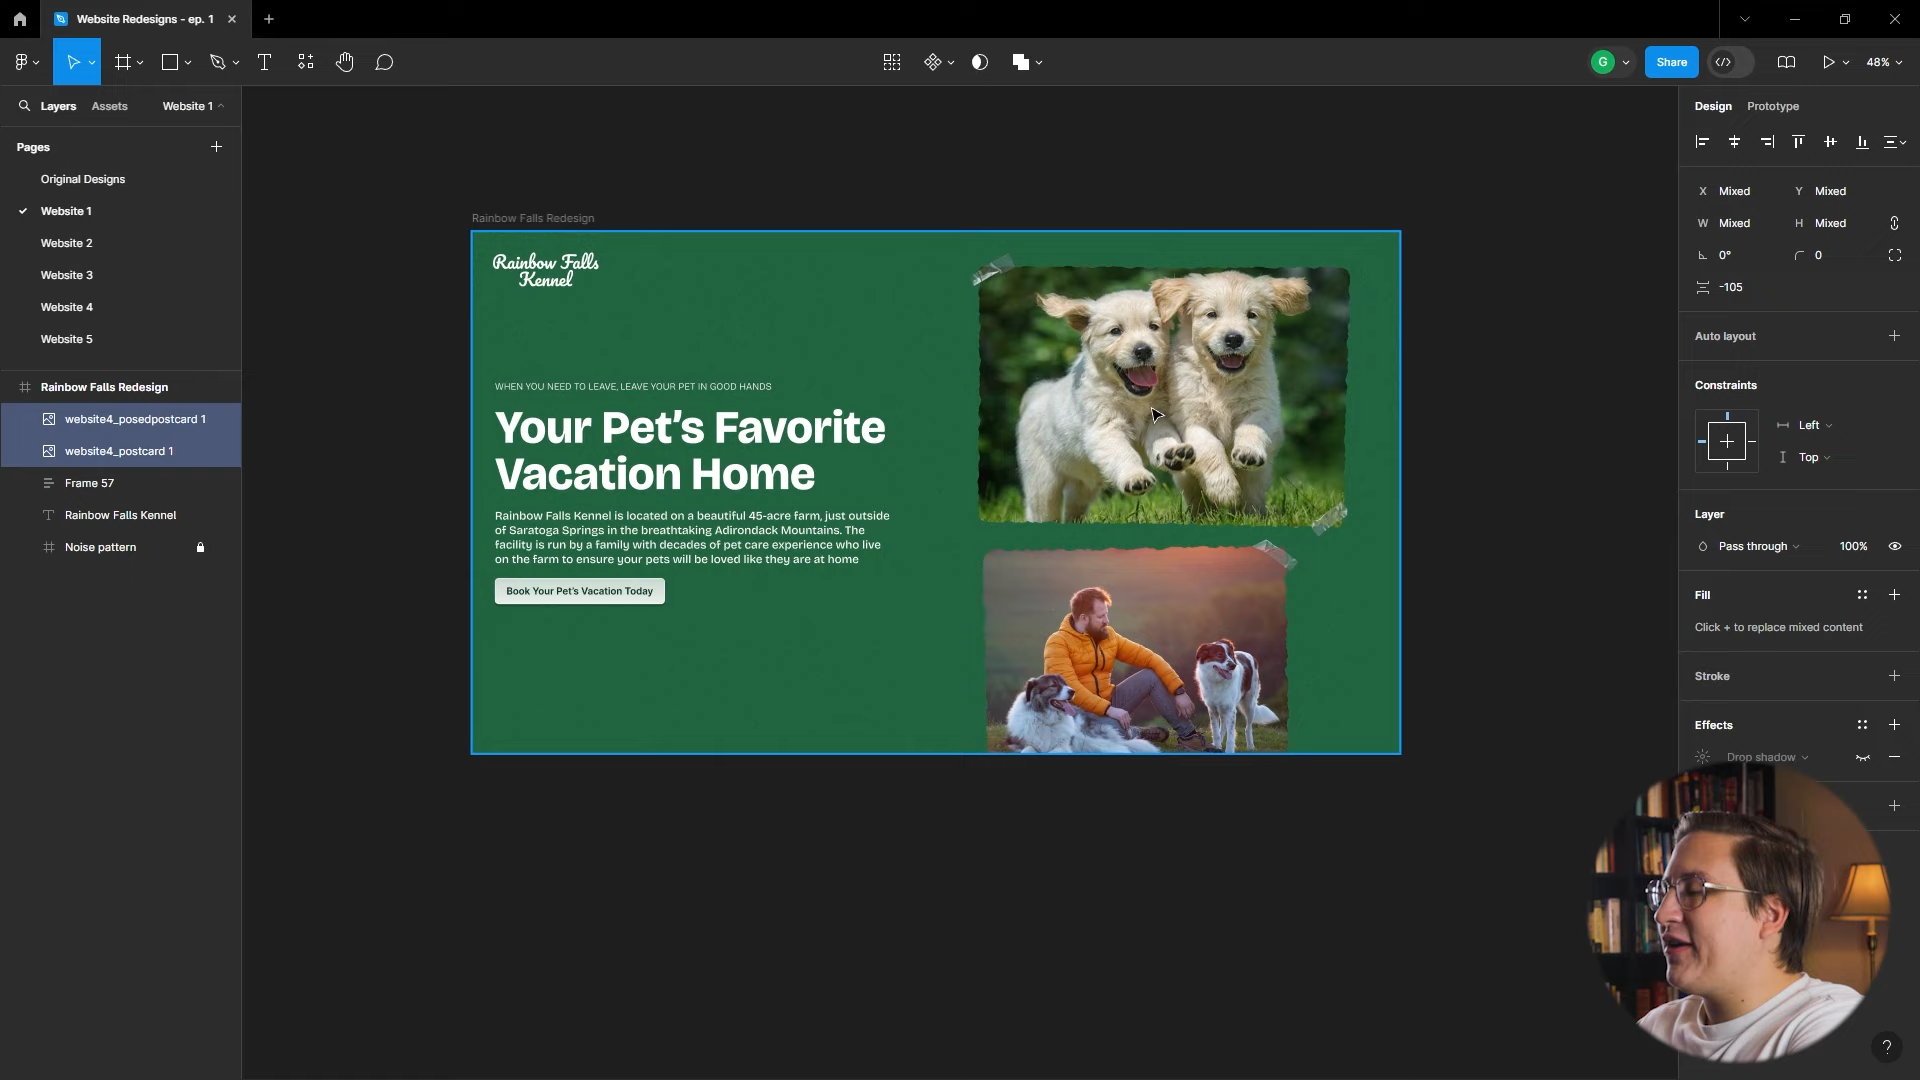 Website Redesigns - ep. 1
Share
48%
G
Layers
Assets
Website 1
Pages
Original Designs
Website 1
Website 2
Website 3
Website 4
Website 5
Rainbow Falls Redesign
website4_posedpostcard 1
website4_postcard 1
Frame 57
Rainbow Falls Kennel
Noise pattern
Rainbow Falls Redesign
Rainbow Falls
Kennel
WHEN YOU NEED TO LEAVE, LEAVE YOUR PET IN GOOD HANDS
Your Pet's Favorite
Vacation Home
Rainbow Falls Kennel is located on a beautiful 45-acre farm, just outside
of Saratoga Springs in the breathtaking Adirondack Mountains. The
facility is run by a family with decades of pet care experience who live
on the farm to ensure your pets will be loved like they are at home
Book Your Pet's Vacation Today
Design
Prototype
X Mixed Y Mixed
W Mixed H Mixed
0° 0
-105
Auto layout
Constraints
Left
Top
Layer
Pass through 100%
Fill
Click + to replace mixed content
Stroke
Effects
Drop shadow
?